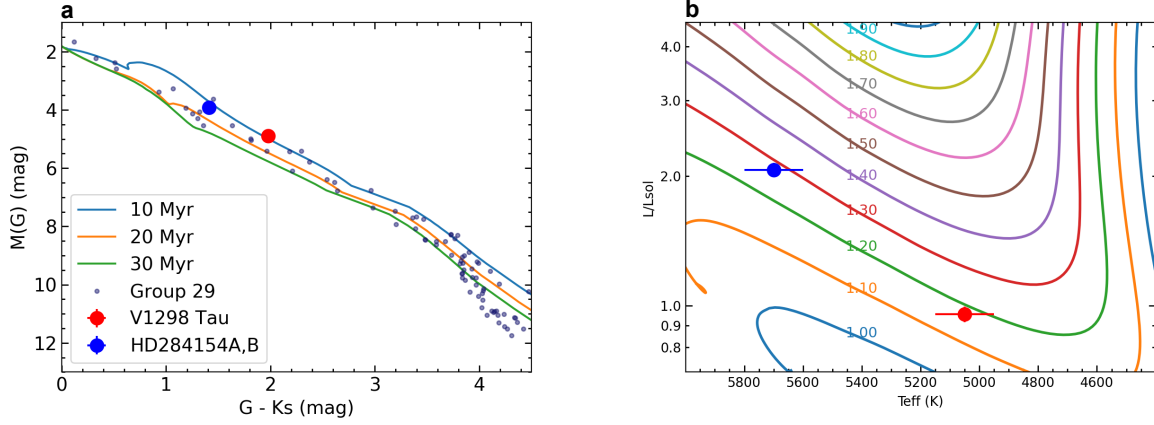 a
2
4
6
8
10
12
M(G) (mag)
10 Myr
20 Myr
30 Myr
Group 29
V1298 Tau
HD284154A,B
0
1
2
3
4
G - Ks (mag)
b
4.0
3.0
2.0
1.0
0.9
0.8
L/Lsol
1.90
1.80
1.70
1.60
1.50
1.40
1.30
1.20
1.10
1.00
5800
5600
5400
5200
5000
4800
4600
Teff (K)